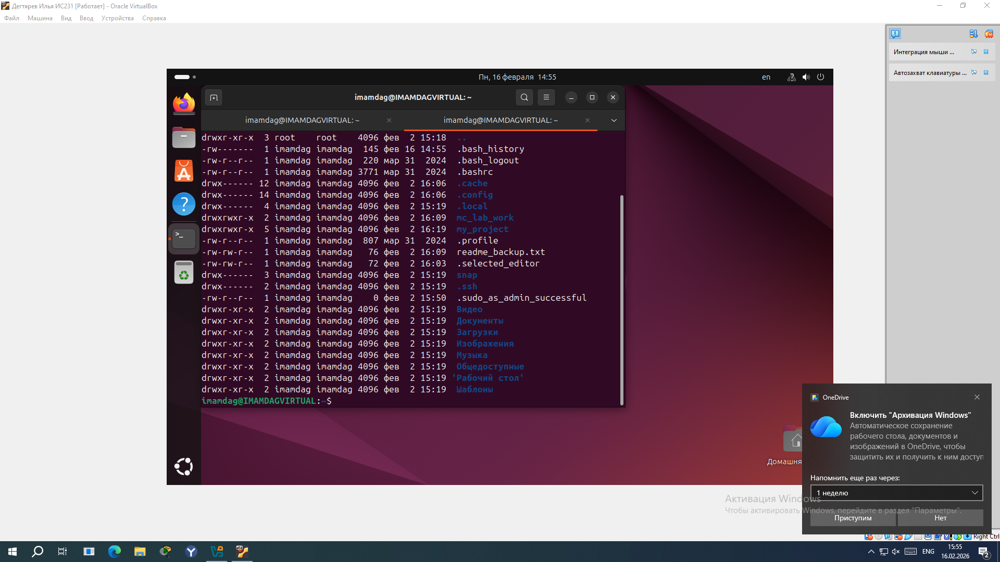 Дегтярев Илья ИС231 [Работает] - Oracle VirtualBox
Файл Машина Вид Ввод Устройства Справка
Интеграция мыши ...
Автозахват клавиатуры ...
Пн, 16 февраля 14:55
en
imamdag@IMAMDAGVIRTUAL: ~
imamdag@IMAMDAGVIRTUAL: ~ imamdag@IMAMDAGVIRTUAL: ~
drwxr-xr-x 3 root root 4096 фев 2 15:18 ..
-rw------- 1 imamdag imamdag 145 фев 16 14:55 .bash_history
-rw-r--r-- 1 imamdag imamdag 220 мар 31 2024 .bash_logout
-rw-r--r-- 1 imamdag imamdag 3771 мар 31 2024 .bashrc
drwx------ 12 imamdag imamdag 4096 фев 2 16:06 .cache
drwx------ 14 imamdag imamdag 4096 фев 2 16:06 .config
drwx------ 4 imamdag imamdag 4096 фев 2 15:19 .local
drwxrwxr-x 2 imamdag imamdag 4096 фев 2 16:09 mc_lab_work
drwxrwxr-x 5 imamdag imamdag 4096 фев 2 16:19 my_project
-rw-r--r-- 1 imamdag imamdag 807 мар 31 2024 .profile
-rw-rw-r-- 1 imamdag imamdag 76 фев 2 16:09 readme_backup.txt
-rw-rw-r-- 1 imamdag imamdag 72 фев 2 16:03 .selected_editor
drwx------ 3 imamdag imamdag 4096 фев 2 15:19 snap
drwx------ 2 imamdag imamdag 4096 фев 2 15:19 .ssh
-rw-r--r-- 1 imamdag imamdag 0 фев 2 15:50 .sudo_as_admin_successful
drwxr-xr-x 2 imamdag imamdag 4096 фев 2 15:19 Видео
drwxr-xr-x 2 imamdag imamdag 4096 фев 2 15:19 Документы
drwxr-xr-x 2 imamdag imamdag 4096 фев 2 15:19 Загрузки
drwxr-xr-x 2 imamdag imamdag 4096 фев 2 15:19 Изображения
drwxr-xr-x 2 imamdag imamdag 4096 фев 2 15:19 Музыка
drwxr-xr-x 2 imamdag imamdag 4096 фев 2 15:19 Общедоступные
drwxr-xr-x 2 imamdag imamdag 4096 фев 2 15:19 'Рабочий стол'
drwxr-xr-x 2 imamdag imamdag 4096 фев 2 15:19 Шаблоны
imamdag@IMAMDAGVIRTUAL:~$
Домашня
OneDrive
Включить "Архивация Windows"
Автоматическое сохранение
рабочего стола, документов и
изображений в OneDrive, чтобы
защитить их и получить к ним доступ
Напомнить еще раз через:
1 неделю
Приступим Нет
Активация Windows
Чтобы активировать Windows, перейдите в раздел "Параметры".
Right Ctrl
ENG
15:55
16.02.2026
2